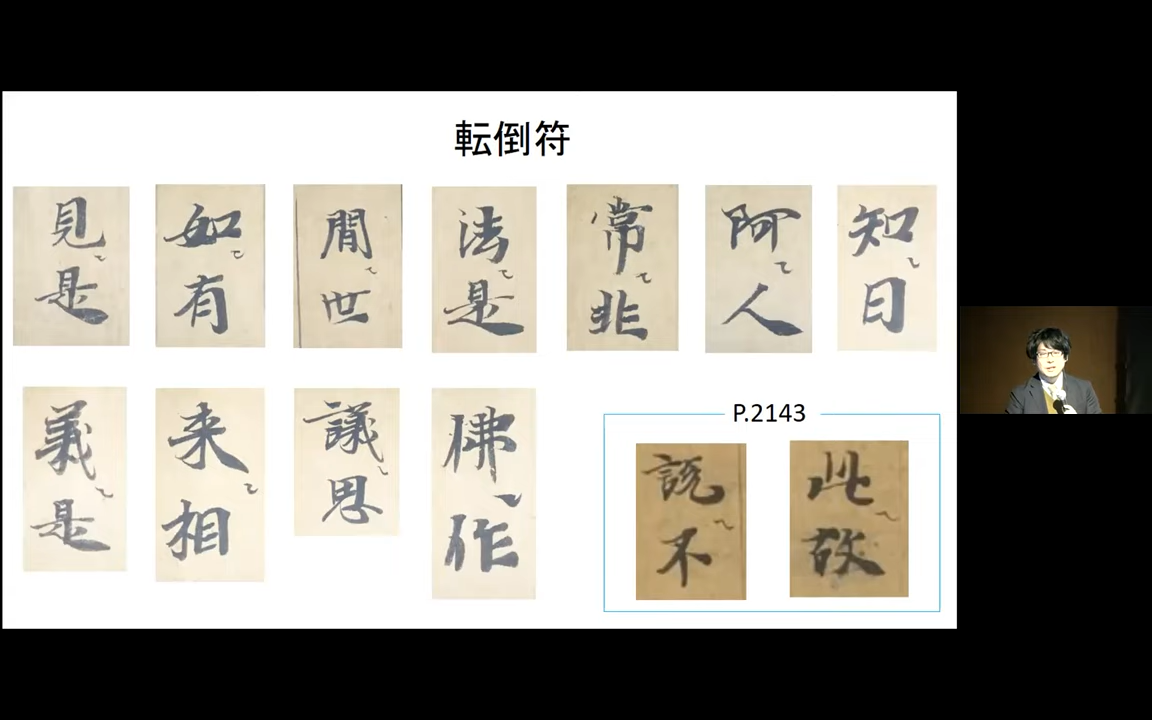 転倒符
見是
如有
間世
法是
常非
阿人
知日
義是
来相
議思
佛作
P.2143
説不
此故